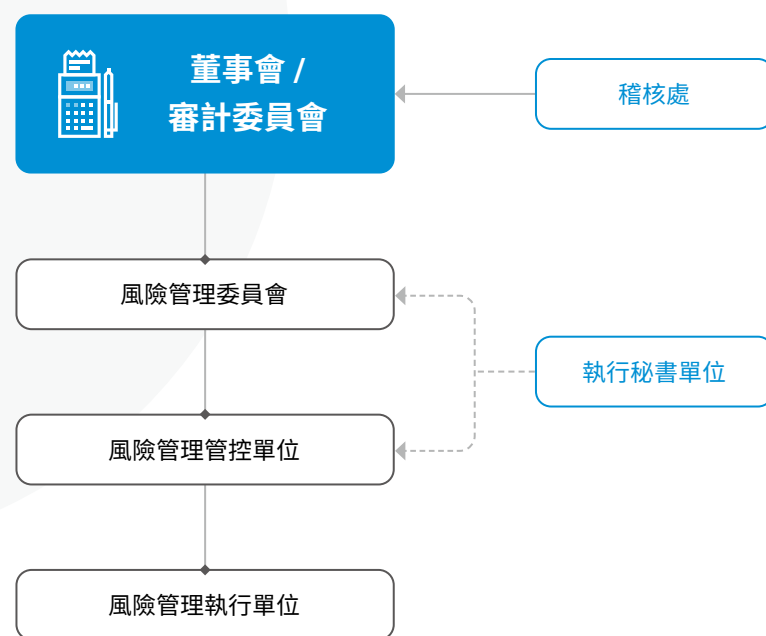 董事會 /
審計委員會
稽核處
風險管理委員會
執行秘書單位
風險管理管控單位
風險管理執行單位